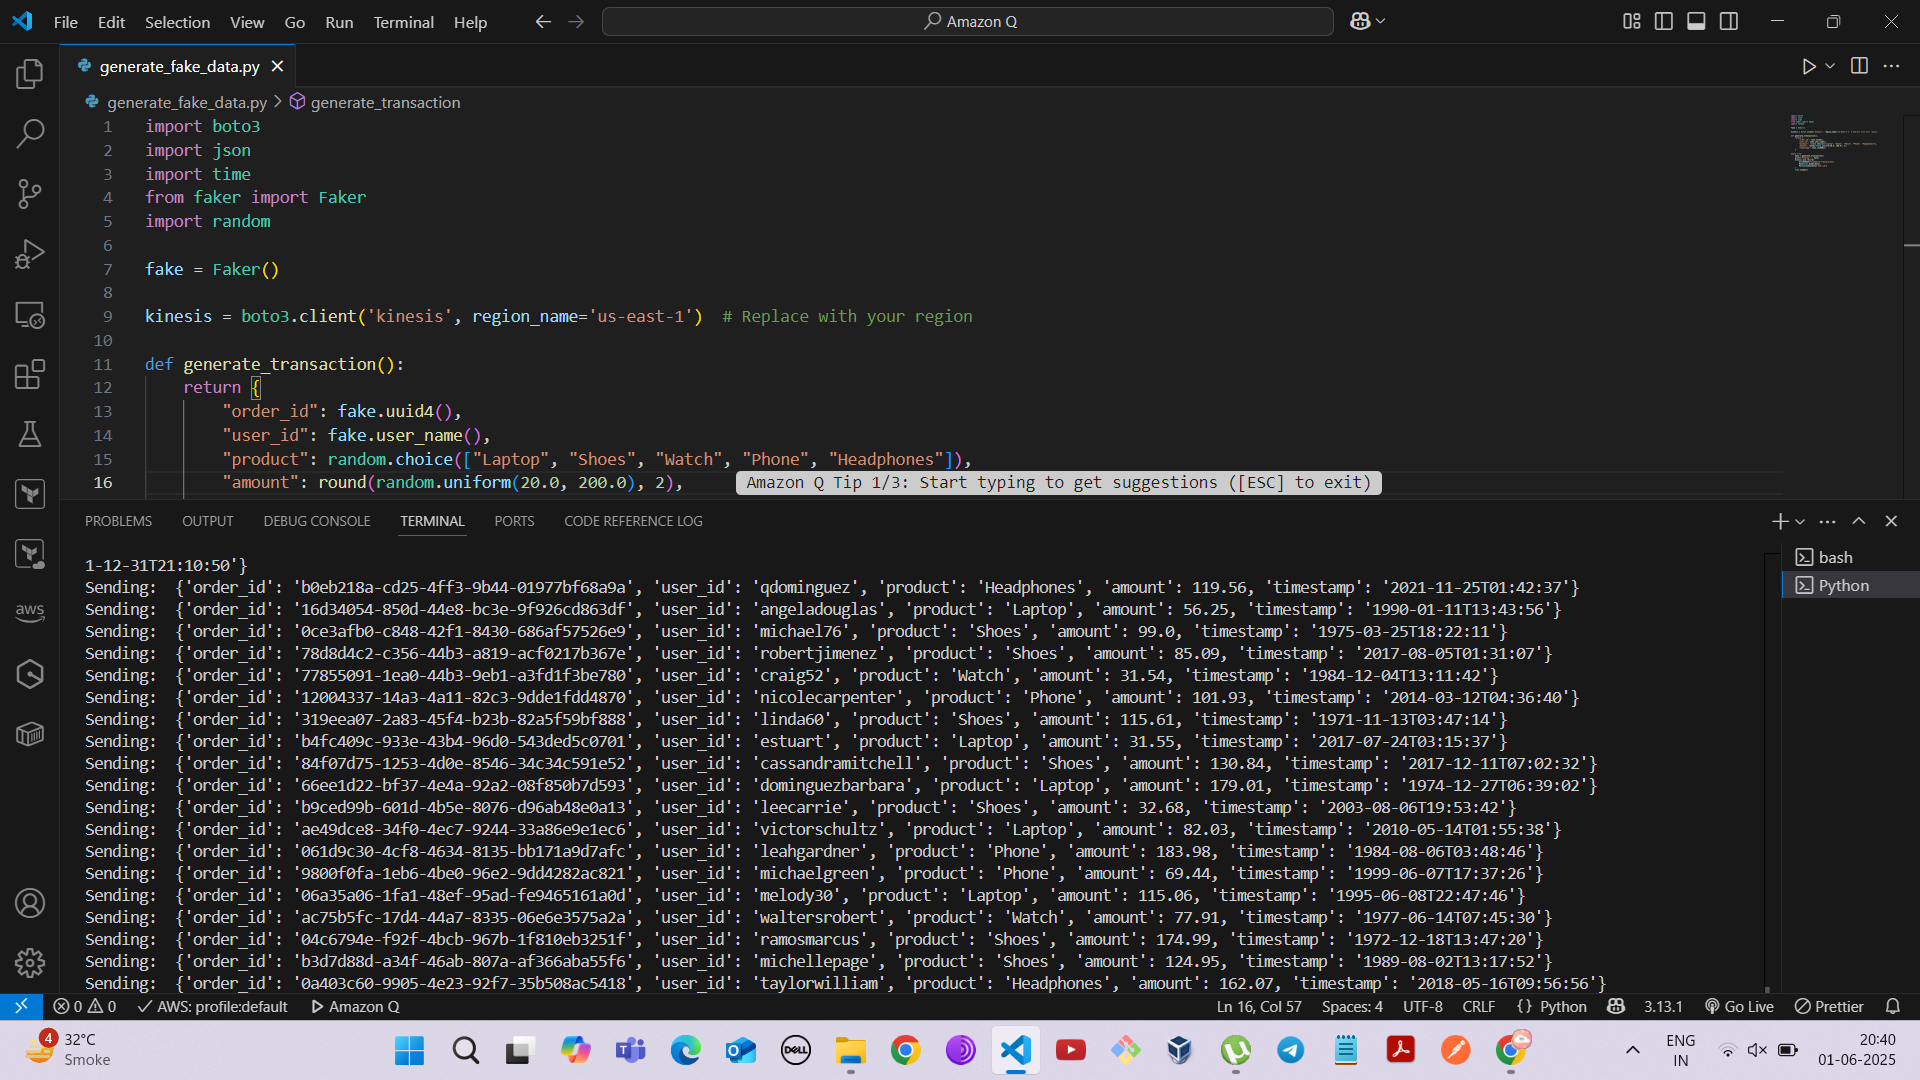 File Edit Selection View Go Run Terminal Help
Amazon Q
generate_fake_data.py
generate_fake_data.py > generate_transaction
1 import boto3
2 import json
3 import time
4 from faker import Faker
5 import random
6
7 fake = Faker()
8
9 kinesis = boto3.client('kinesis', region_name='us-east-1')  # Replace with your region
10
11 def generate_transaction():
12 return {
13 "order_id": fake.uuid4(),
14 "user_id": fake.user_name(),
15 "product": random.choice(["Laptop", "Shoes", "Watch", "Phone", "Headphones"]),
16 "amount": round(random.uniform(20.0, 200.0), 2), Amazon Q Tip 1/3: Start typing to get suggestions ([ESC] to exit)
PROBLEMS OUTPUT DEBUG CONSOLE TERMINAL PORTS CODE REFERENCE LOG
bash
Python
1-12-31T21:10:50'}
Sending:  {'order_id': 'b0eb218a-cd25-4ff3-9b44-01977bf68a9a', 'user_id': 'qdominguez', 'product': 'Headphones', 'amount': 119.56, 'timestamp': '2021-11-25T01:42:37'}
Sending:  {'order_id': '16d34054-850d-44e8-bc3e-9f926cd863df', 'user_id': 'angeladouglas', 'product': 'Laptop', 'amount': 56.25, 'timestamp': '1990-01-11T13:43:56'}
Sending:  {'order_id': '0ce3afb0-c848-42f1-8430-686af57526e9', 'user_id': 'michael76', 'product': 'Shoes', 'amount': 99.0, 'timestamp': '1975-03-25T18:22:11'}
Sending:  {'order_id': '78d8d4c2-c356-44b3-a819-acf0217b367e', 'user_id': 'robertjimenez', 'product': 'Shoes', 'amount': 85.09, 'timestamp': '2017-08-05T01:31:07'}
Sending:  {'order_id': '77855091-1ea0-44b3-9eb1-a3fd1f3be780', 'user_id': 'craig52', 'product': 'Watch', 'amount': 31.54, 'timestamp': '1984-12-04T13:11:42'}
Sending:  {'order_id': '12004337-14a3-4a11-82c3-9dde1fdd4870', 'user_id': 'nicolecarpenter', 'product': 'Phone', 'amount': 101.93, 'timestamp': '2014-03-12T04:36:40'}
Sending:  {'order_id': '319eea07-2a83-45f4-b23b-82a5f59bf888', 'user_id': 'linda60', 'product': 'Shoes', 'amount': 115.61, 'timestamp': '1971-11-13T03:47:14'}
Sending:  {'order_id': 'b4fc409c-933e-43b4-96d0-543ded5c0701', 'user_id': 'estuart', 'product': 'Laptop', 'amount': 31.55, 'timestamp': '2017-07-24T03:15:37'}
Sending:  {'order_id': '84f07d75-1253-4d0e-8546-34c34c591e52', 'user_id': 'cassandramitchell', 'product': 'Shoes', 'amount': 130.84, 'timestamp': '2017-12-11T07:02:32'}
Sending:  {'order_id': '66ee1d22-bf37-4e4a-92a2-08f850b7d593', 'user_id': 'dominguezbarbara', 'product': 'Laptop', 'amount': 179.01, 'timestamp': '1974-12-27T06:39:02'}
Sending:  {'order_id': 'b9ced99b-601d-4b5e-8076-d96ab48e0a13', 'user_id': 'leecarrie', 'product': 'Shoes', 'amount': 32.68, 'timestamp': '2003-08-06T19:53:42'}
Sending:  {'order_id': 'ae49dce8-34f0-4ec7-9244-33a86e9e1ec6', 'user_id': 'victorschultz', 'product': 'Laptop', 'amount': 82.03, 'timestamp': '2010-05-14T01:55:38'}
Sending:  {'order_id': '061d9c30-4cf8-4634-8135-bb171a9d7afc', 'user_id': 'leahgardner', 'product': 'Phone', 'amount': 183.98, 'timestamp': '1984-08-06T03:48:46'}
Sending:  {'order_id': '9800f0fa-1eb6-4be0-96e2-9dd4282ac821', 'user_id': 'michaelgreen', 'product': 'Phone', 'amount': 69.44, 'timestamp': '1999-06-07T17:37:26'}
Sending:  {'order_id': '06a35a06-1fa1-48ef-95ad-fe9465161a0d', 'user_id': 'melody30', 'product': 'Laptop', 'amount': 115.06, 'timestamp': '1995-06-08T22:47:46'}
Sending:  {'order_id': 'ac75b5fc-17d4-44a7-8335-06e6e3575a2a', 'user_id': 'waltersrobert', 'product': 'Watch', 'amount': 77.91, 'timestamp': '1977-06-14T07:45:30'}
Sending:  {'order_id': '04c6794e-f92f-4bcb-967b-1f810eb3251f', 'user_id': 'ramosmarcus', 'product': 'Shoes', 'amount': 174.99, 'timestamp': '1972-12-18T13:47:20'}
Sending:  {'order_id': 'b3d7d88d-a34f-46ab-807a-af366aba55f6', 'user_id': 'michellepage', 'product': 'Shoes', 'amount': 124.95, 'timestamp': '1989-08-02T13:17:52'}
Sending:  {'order_id': '0a403c60-9905-4e23-92f7-35b508ac5418', 'user_id': 'taylorwilliam', 'product': 'Headphones', 'amount': 162.07, 'timestamp': '2018-05-16T09:56:56'}
aws
0 0 AWS: profile:default Amazon Q Ln 16, Col 57 Spaces: 4 UTF-8 CRLF {} Python 3.13.1 Go Live Prettier
4 32°C
Smoke
DELL
ENG
IN
20:40
01-06-2025